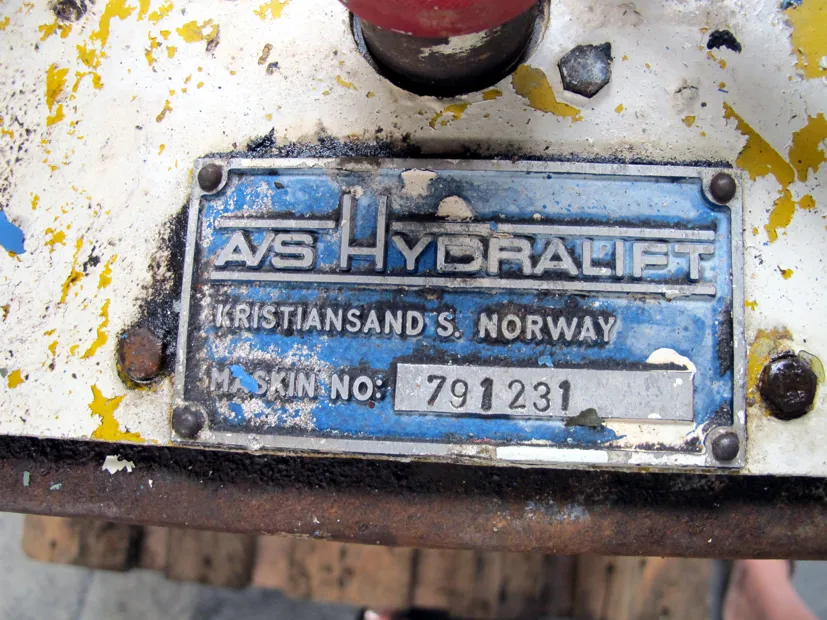 A/S HYDRALIFT
KRISTIANSAND S. NORWAY
MASKIN NO: 791231